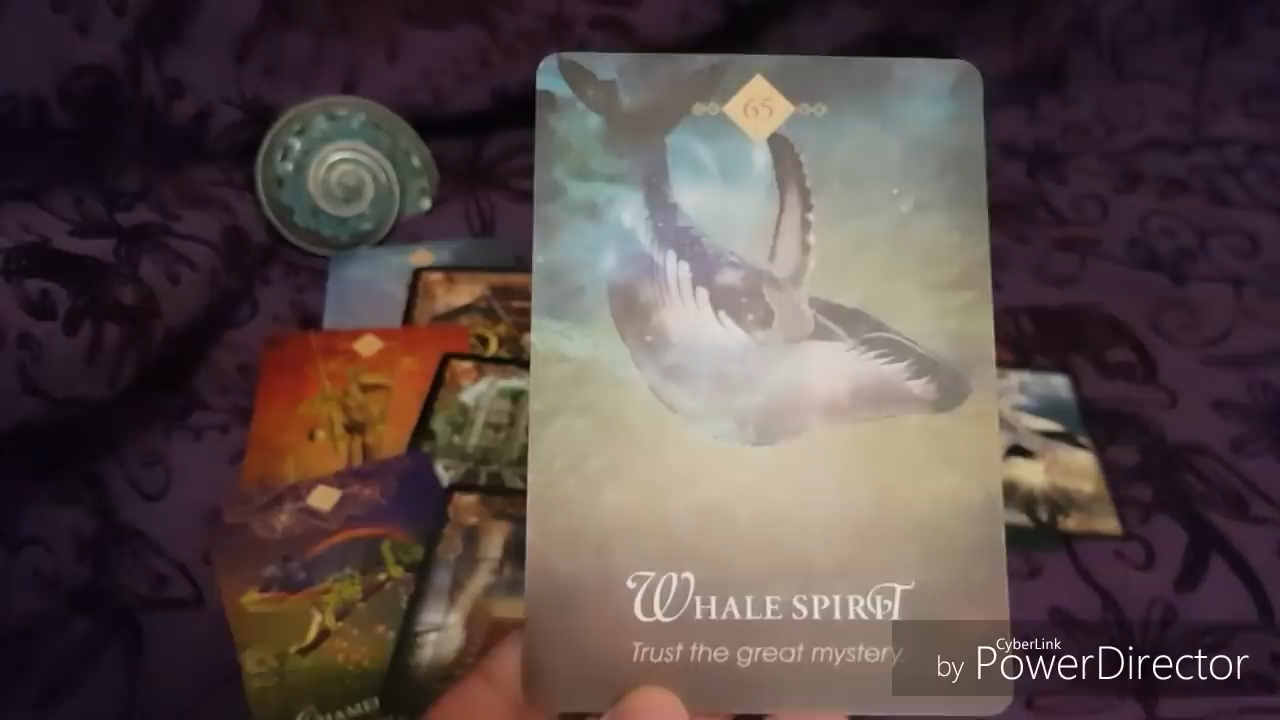 65
WHALE SPIRIT
Trust the great mystery.
CyberLink
by PowerDirector